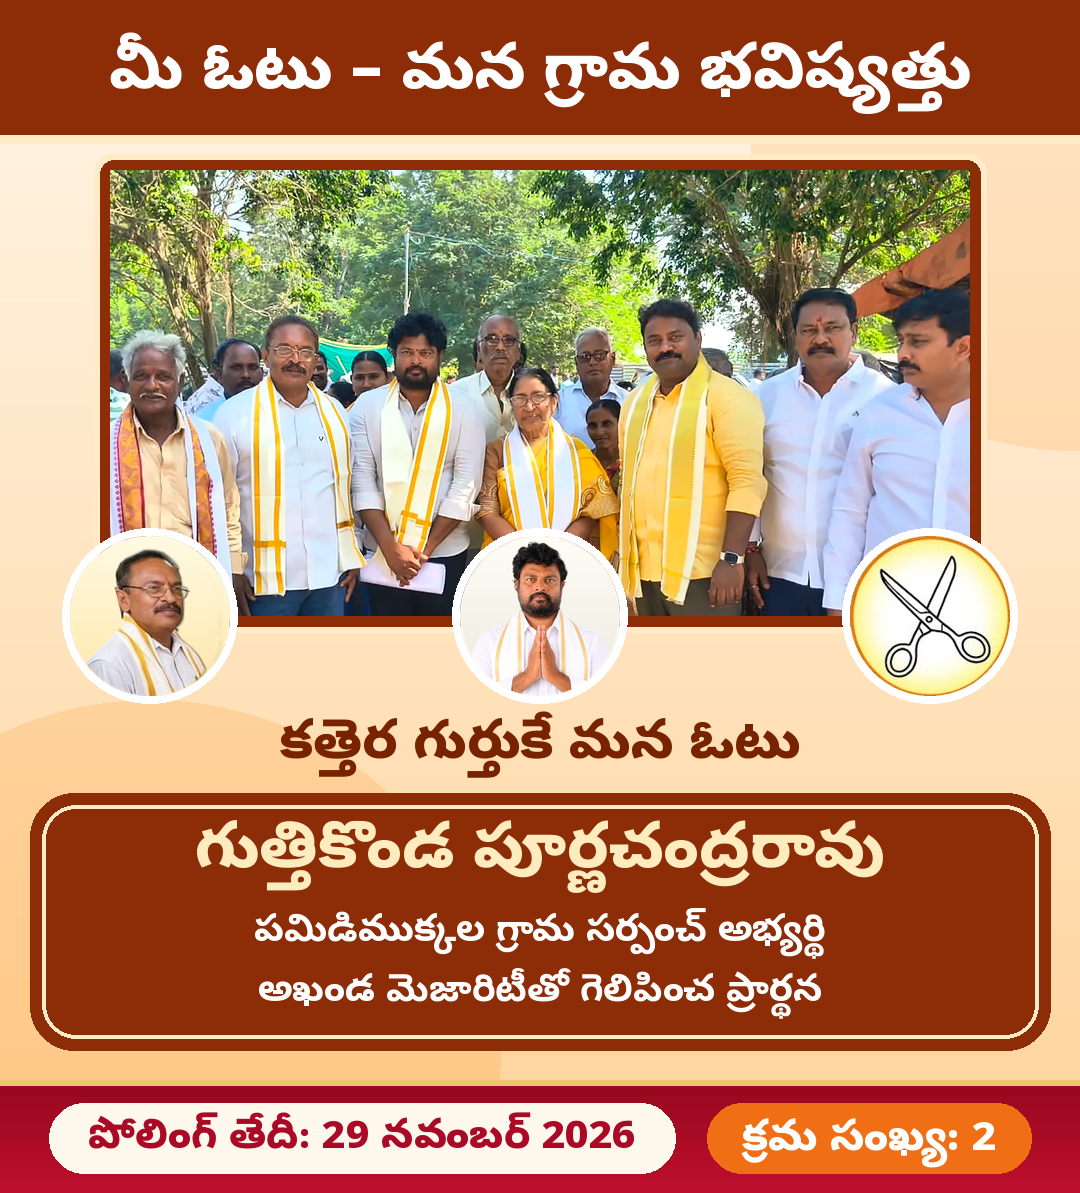 మీ ఓటు – మన గ్రామ భవిష్యత్తు
కత్తెర గుర్తుకే మన ఓటు
గుత్తికొండ పూర్ణచంద్రరావు
పమిడిముక్కల గ్రామ సర్పంచ్ అభ్యర్థి
అఖండ మెజారిటీతో గెలిపించ ప్రార్థన
పోలింగ్ తేదీ: 29 నవంబర్ 2026
క్రమ సంఖ్య: 2